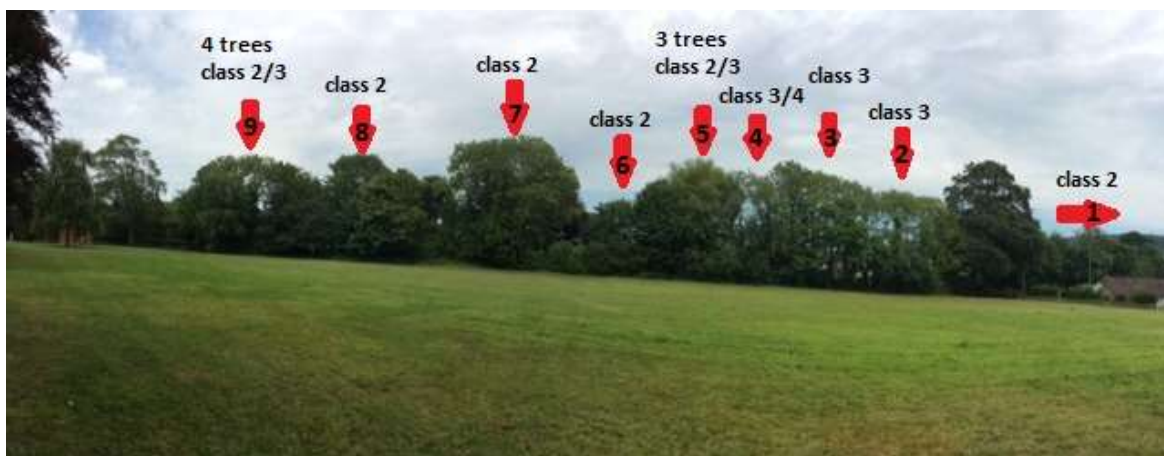 4 trees
class 2/3
9
class 2
8
class 2
7
class 2
6
3 trees
class 2/3
5
class 3/4
4
class 3
3
class 3
2
class 2
1